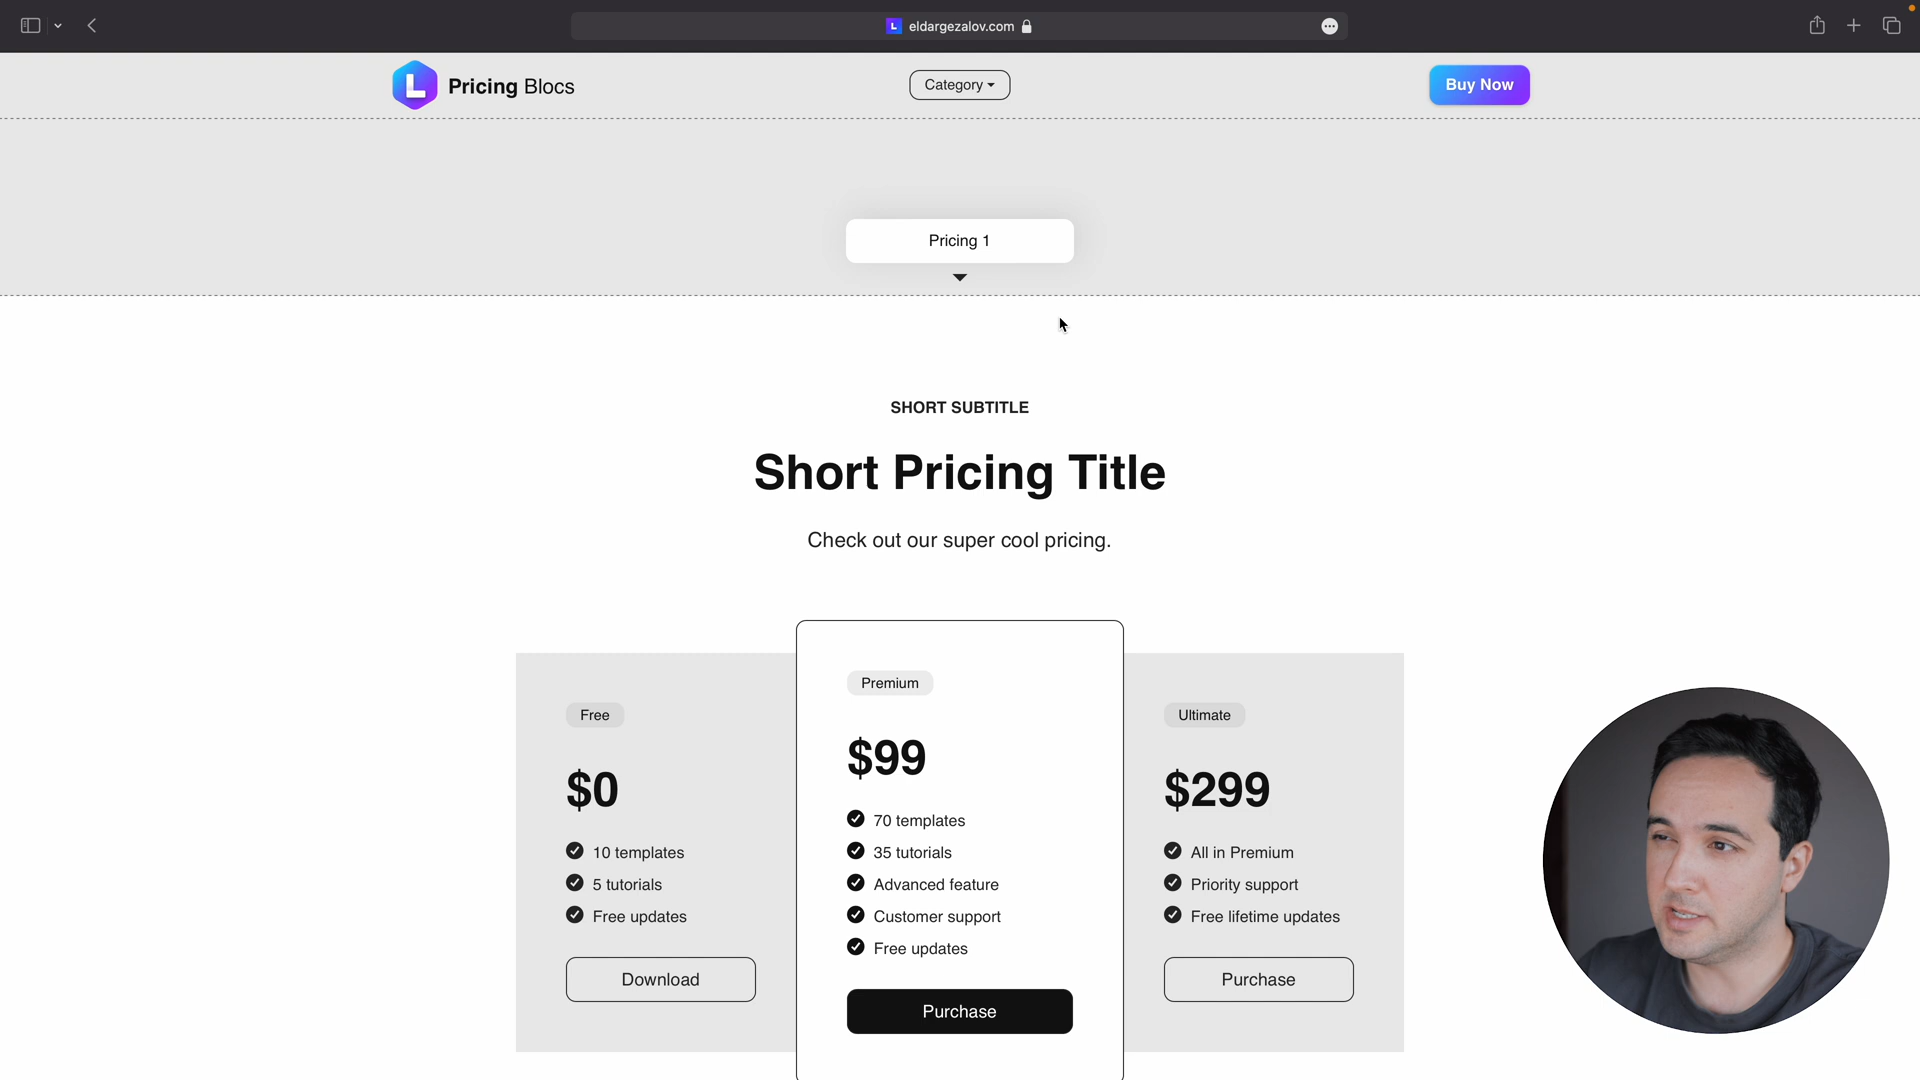 L eldargezalov.com
L Pricing Blocs
Category
Buy Now
Pricing 1
SHORT SUBTITLE
Short Pricing Title
Check out our super cool pricing.
Free
$0
10 templates
5 tutorials
Free updates
Download
Premium
$99
70 templates
35 tutorials
Advanced feature
Customer support
Free updates
Purchase
Ultimate
$299
All in Premium
Priority support
Free lifetime updates
Purchase